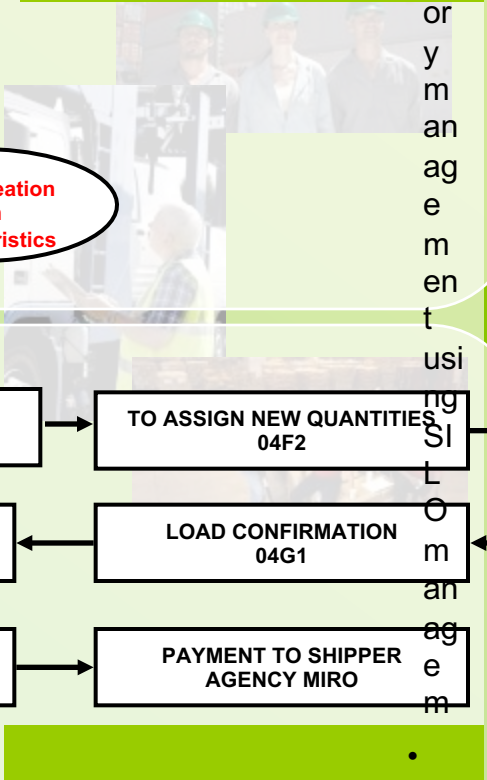 or
y
m
an
ag
e
m
en
t
usi
ng
SI
L
O
m
an
ag
e
m
•
eation
ristics
TO ASSIGN NEW QUANTITIES
04F2
LOAD CONFIRMATION
04G1
PAYMENT TO SHIPPER
AGENCY MIRO